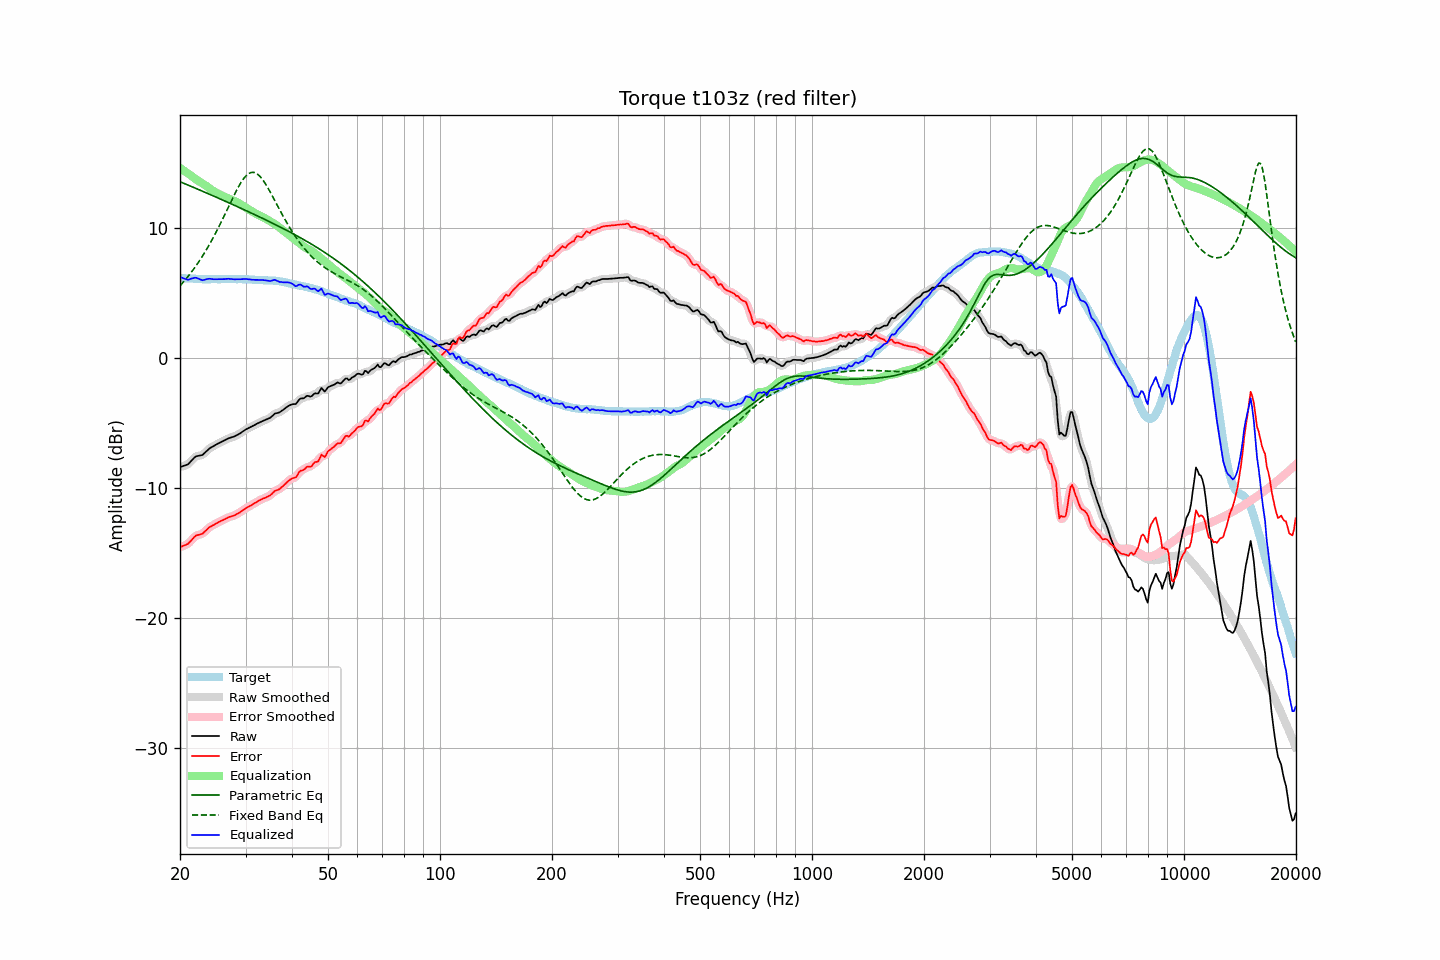 Torque t103z (red filter)
Amplitude (dBr)
10
0
−10
−20
−30
Target
Raw Smoothed
Error Smoothed
Raw
Error
Equalization
Parametric Eq
Fixed Band Eq
Equalized
20 50 100 200 500 1000 2000 5000 10000 20000
Frequency (Hz)